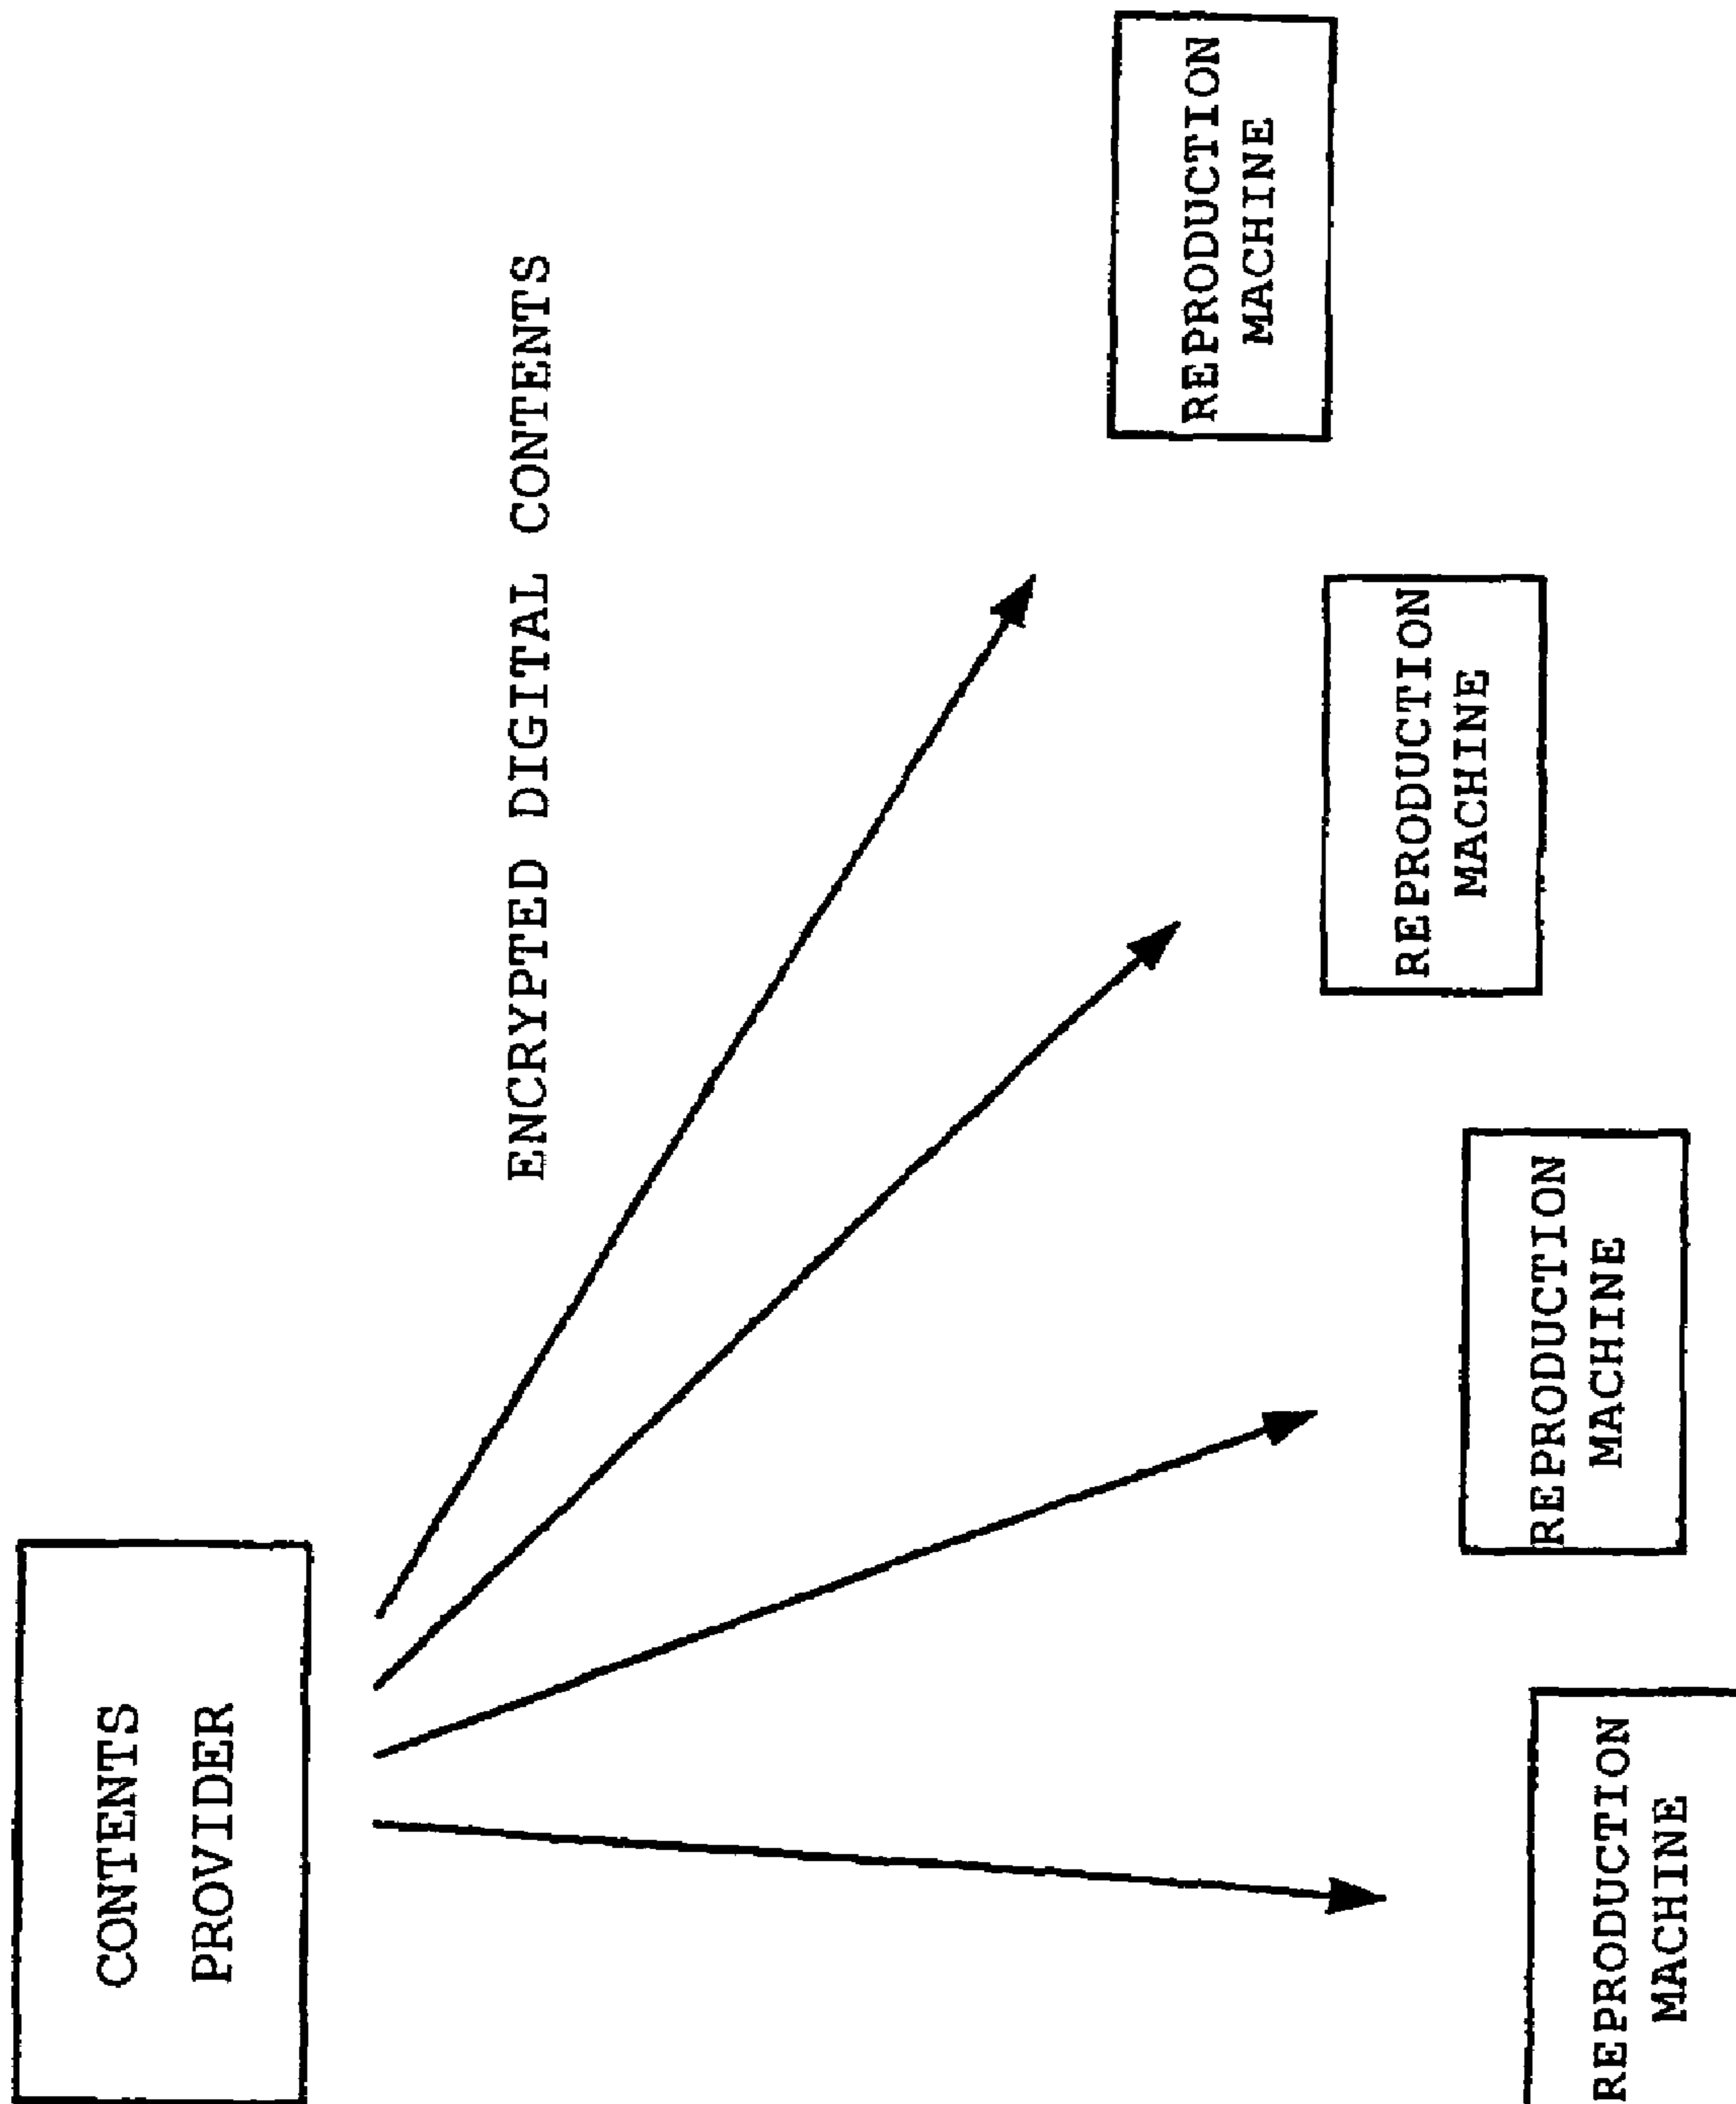 CONTENTS
PROVIDER
ENCRYPTED DIGITAL CONTENTS
REPRODUCTION
MACHINE
REPRODUCTION
MACHINE
REPRODUCTION
MACHINE
REPRODUCTION
MACHINE